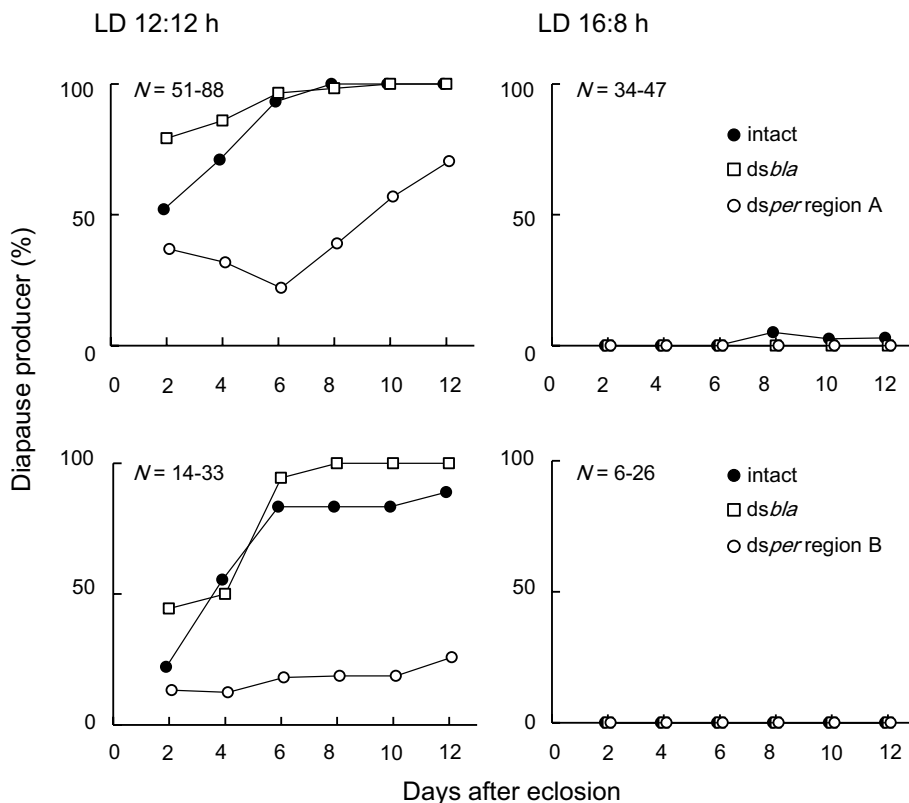 LD 12:12 h
LD 16:8 h
Diapause producer (%)
100
50
0
N = 51-88
0 2 4 6 8 10 12
100
50
0
N = 34-47
intact
dsbla
dsper region A
0 2 4 6 8 10 12
100
50
0
N = 14-33
0 2 4 6 8 10 12
100
50
0
N = 6-26
intact
dsbla
dsper region B
0 2 4 6 8 10 12
Days after eclosion